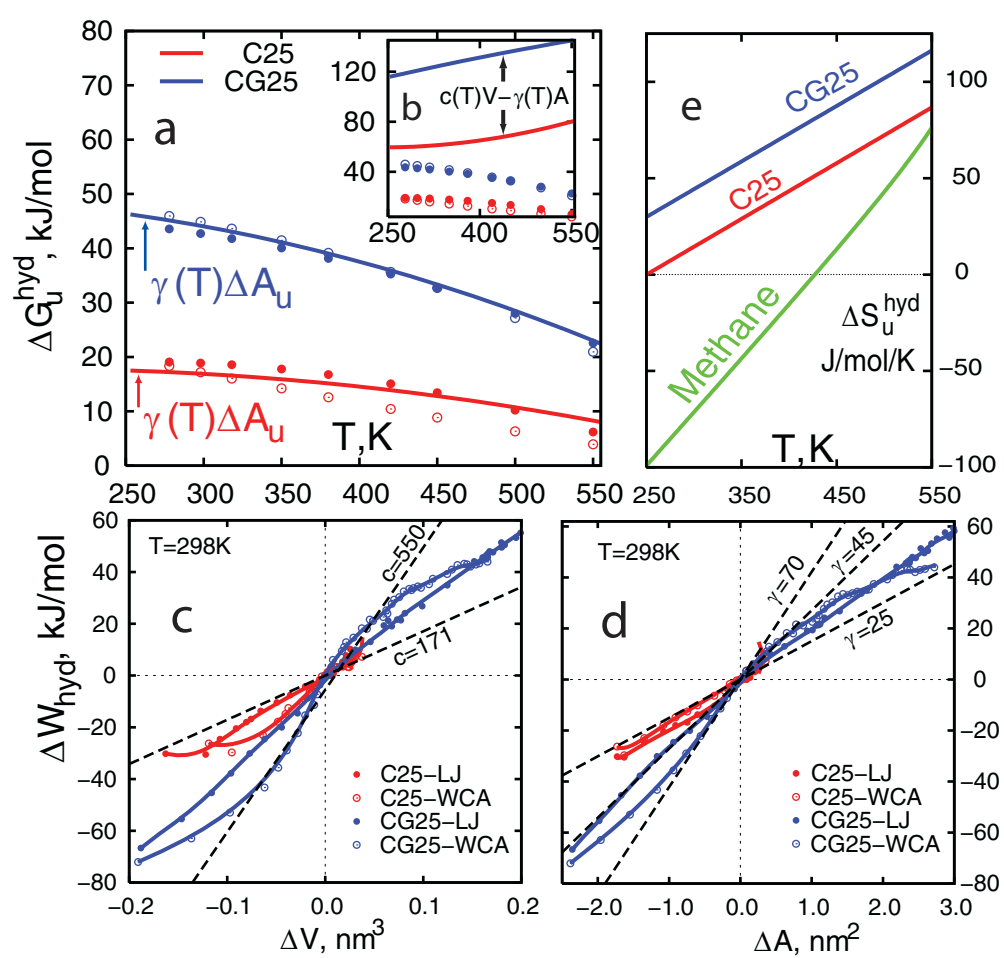 80
70
60
50
40
30
20
10
0
ΔG_u^hyd, kJ/mol
C25
CG25
a
γ(T)ΔA_u
γ(T)ΔA_u
T,K
250 300 350 400 450 500 550
120
80
40
b
c(T)V−γ(T)A
250 420 550
e
CG25
C25
Methane
100
50
0
−50
−100
ΔS_u^hyd
J/mol/K
T,K
250 350 450 550
60
40
20
0
−20
−40
−60
−80
ΔW_hyd, kJ/mol
T=298K
c
c=550
c=171
C25−LJ
C25−WCA
CG25−LJ
CG25−WCA
−0.2 −0.1 0.0 0.1 0.2
ΔV, nm³
T=298K
d
γ=70
γ=45
γ=25
C25−LJ
C25−WCA
CG25−LJ
CG25−WCA
60
40
20
0
−20
−40
−60
−80
−2.0 −1.0 0.0 1.0 2.0 3.0
ΔA, nm²